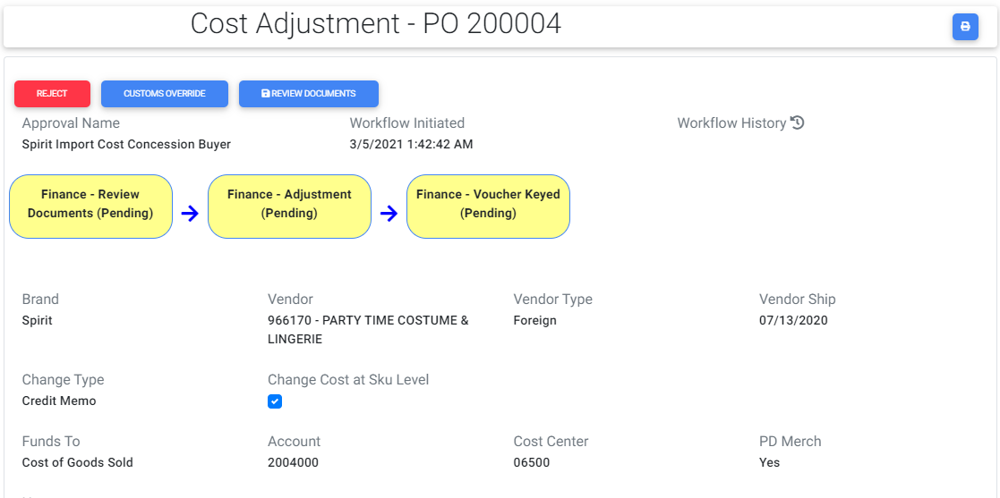 Cost Adjustment - PO 200004
REJECT
CUSTOMS OVERRIDE
REVIEW DOCUMENTS
Approval Name
Workflow Initiated
Workflow History
Spirit Import Cost Concession Buyer
3/5/2021 1:42:42 AM
Finance - Review
Documents (Pending)
Finance - Adjustment
(Pending)
Finance - Voucher Keyed
(Pending)
Brand
Vendor
Vendor Type
Vendor Ship
Spirit
966170 - PARTY TIME COSTUME &
LINGERIE
Foreign
07/13/2020
Change Type
Change Cost at Sku Level
Credit Memo
Funds To
Account
Cost Center
PD Merch
Cost of Goods Sold
2004000
06500
Yes